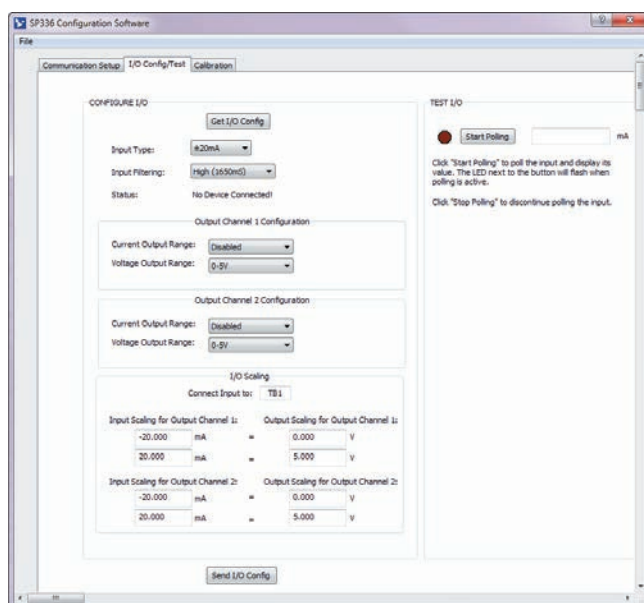 SP336 Configuration Software
File
Communication Setup I/O Config/Test Calibration
CONFIGURE I/O
Get I/O Config
Input Type: ±20mA
Input Filtering: High (1650mS)
Status: No Device Connected!
Output Channel 1 Configuration
Current Output Range: Disabled
Voltage Output Range: 0-5V
Output Channel 2 Configuration
Current Output Range: Disabled
Voltage Output Range: 0-5V
I/O Scaling
Connect Input to: TB1
Input Scaling for Output Channel 1: Output Scaling for Output Channel 1:
-20.000 mA = 0.000 V
20.000 mA = 5.000 V
Input Scaling for Output Channel 2: Output Scaling for Output Channel 2:
-20.000 mA = 0.000 V
20.000 mA = 5.000 V
Send I/O Config
TEST I/O
Start Polling mA
Click "Start Polling" to poll the input and display its
value. The LED next to the button will flash when
polling is active.
Click "Stop Polling" to discontinue polling the input.